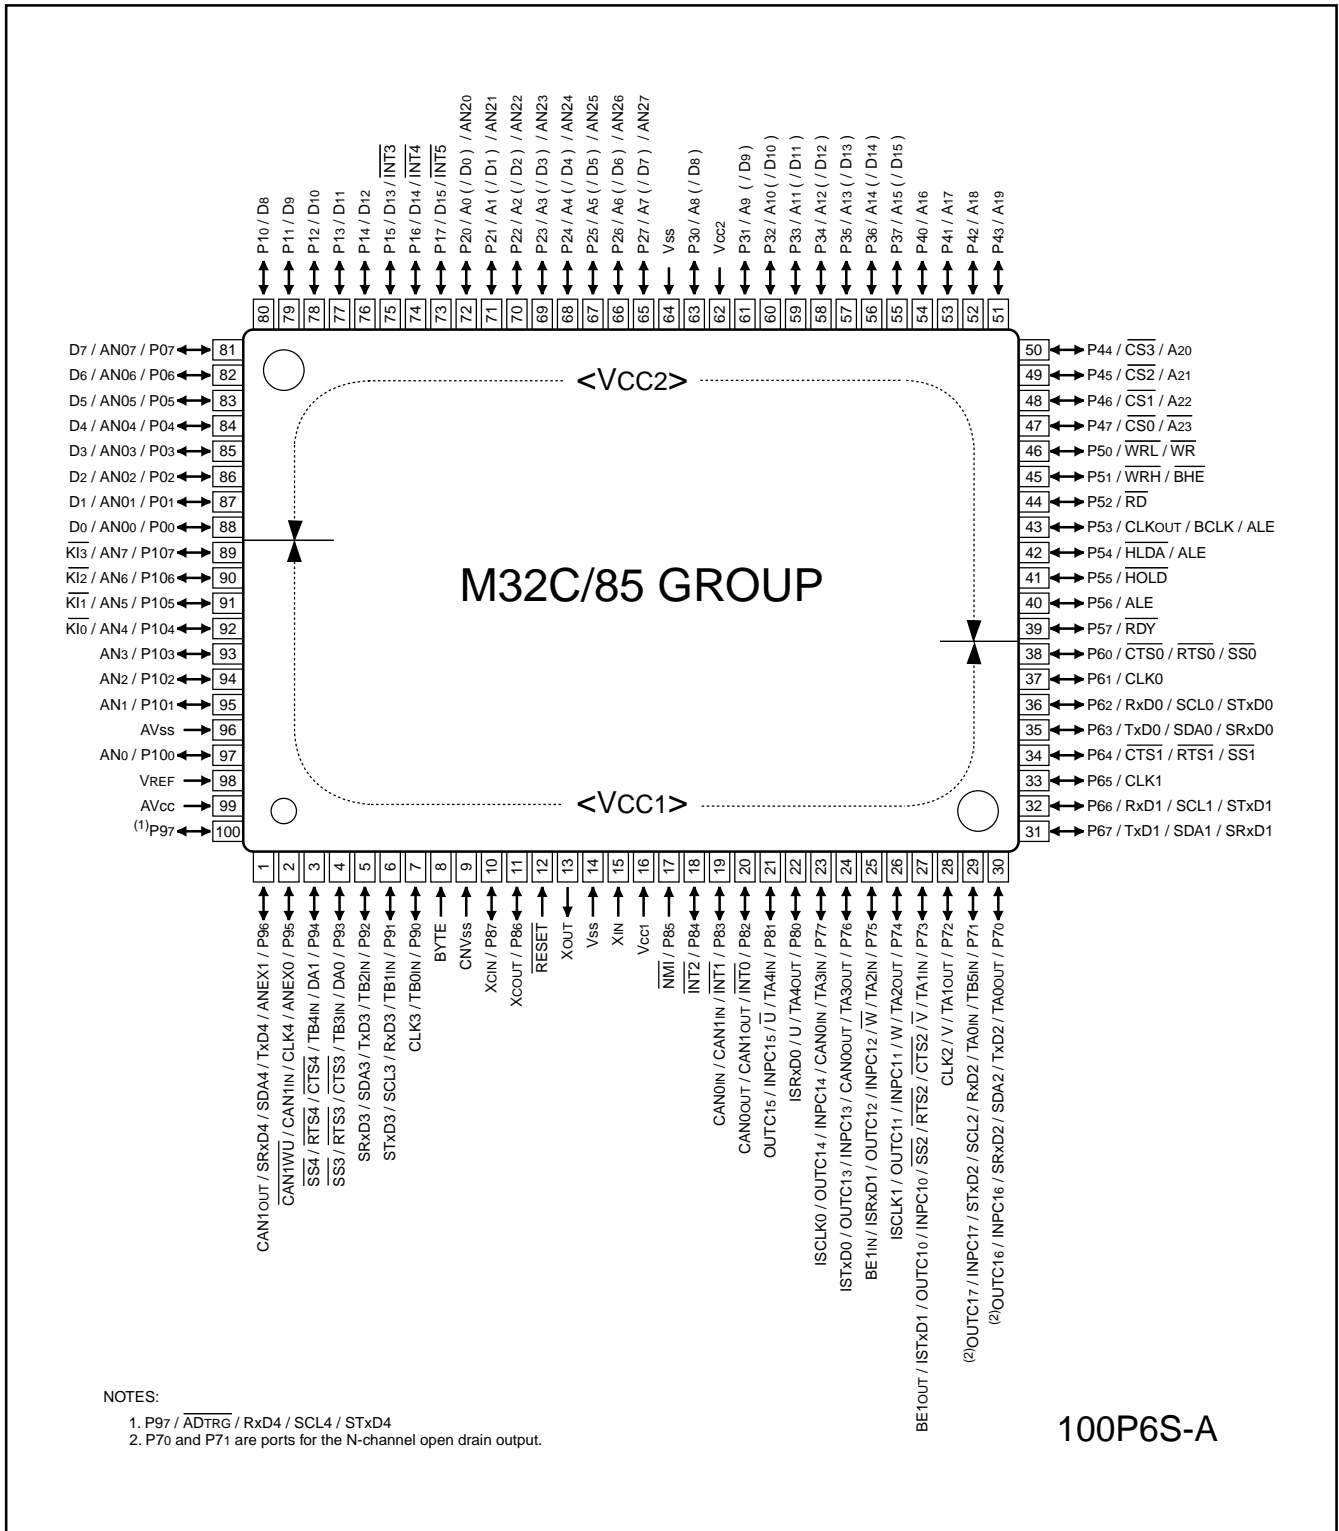 P10 / D8
P11 / D9
P12 / D10
P13 / D11
P14 / D12
P15 / D13 / INT3
P16 / D14 / INT4
P17 / D15 / INT5
P20 / A0 ( / D0 ) / AN20
P21 / A1 ( / D1 ) / AN21
P22 / A2 ( / D2 ) / AN22
P23 / A3 ( / D3 ) / AN23
P24 / A4 ( / D4 ) / AN24
P25 / A5 ( / D5 ) / AN25
P26 / A6 ( / D6 ) / AN26
P27 / A7 ( / D7 ) / AN27
Vss
P30 / A8 ( / D8 )
Vcc2
P31 / A9 ( / D9 )
P32 / A10 ( / D10 )
P33 / A11 ( / D11 )
P34 / A12 ( / D12 )
P35 / A13 ( / D13 )
P36 / A14 ( / D14 )
P37 / A15 ( / D15 )
P40 / A16
P41 / A17
P42 / A18
P43 / A19
80 79 78 77 76 75 74 73 72 71 70 69 68 67 66 65 64 63 62 61 60 59 58 57 56 55 54 53 52 51
D7 / AN07 / P07 81
D6 / AN06 / P06 82
D5 / AN05 / P05 83
D4 / AN04 / P04 84
D3 / AN03 / P03 85
D2 / AN02 / P02 86
D1 / AN01 / P01 87
D0 / AN00 / P00 88
KI3 / AN7 / P107 89
KI2 / AN6 / P106 90
KI1 / AN5 / P105 91
KI0 / AN4 / P104 92
AN3 / P103 93
AN2 / P102 94
AN1 / P101 95
AVss 96
AN0 / P100 97
VREF 98
AVcc 99
(1)P97 100
<VCC2>
M32C/85 GROUP
<VCC1>
50 P44 / CS3 / A20
49 P45 / CS2 / A21
48 P46 / CS1 / A22
47 P47 / CS0 / A23
46 P50 / WRL / WR
45 P51 / WRH / BHE
44 P52 / RD
43 P53 / CLKOUT / BCLK / ALE
42 P54 / HLDA / ALE
41 P55 / HOLD
40 P56 / ALE
39 P57 / RDY
38 P60 / CTS0 / RTS0 / SS0
37 P61 / CLK0
36 P62 / RxD0 / SCL0 / STxD0
35 P63 / TxD0 / SDA0 / SRxD0
34 P64 / CTS1 / RTS1 / SS1
33 P65 / CLK1
32 P66 / RxD1 / SCL1 / STxD1
31 P67 / TxD1 / SDA1 / SRxD1
1 2 3 4 5 6 7 8 9 10 11 12 13 14 15 16 17 18 19 20 21 22 23 24 25 26 27 28 29 30
CAN1OUT / SRxD4 / SDA4 / TxD4 / ANEX1 / P96
CAN1WU / CAN1IN / CLK4 / ANEX0 / P95
SS4 / RTS4 / CTS4 / TB4IN / DA1 / P94
SS3 / RTS3 / CTS3 / TB3IN / DA0 / P93
SRxD3 / SDA3 / TxD3 / TB2IN / P92
STxD3 / SCL3 / RxD3 / TB1IN / P91
CLK3 / TB0IN / P90
BYTE
CNVss
XCIN / P87
XCOUT / P86
RESET
XOUT
Vss
XIN
Vcc1
NMI / P85
INT2 / P84
CAN0IN / CAN1IN / INT1 / P83
CAN0OUT / CAN1OUT / INT0 / P82
OUTC15 / INPC15 / U / TA4IN / P81
ISRxD0 / U / TA4OUT / P80
ISCLK0 / OUTC14 / INPC14 / CAN0IN / TA3IN / P77
ISTxD0 / OUTC13 / INPC13 / CAN0OUT / TA3OUT / P76
BE1IN / ISRxD1 / OUTC12 / INPC12 / W / TA2IN / P75
ISCLK1 / OUTC11 / INPC11 / W / TA2OUT / P74
BE1OUT / ISTxD1 / OUTC10 / INPC10 / SS2 / RTS2 / CTS2 / V / TA1IN / P73
CLK2 / V / TA1OUT / P72
(2)OUTC17 / INPC17 / STxD2 / SCL2 / RxD2 / TA0IN / TB5IN / P71
(2)OUTC16 / INPC16 / SRxD2 / SDA2 / TxD2 / TA0OUT / P70
NOTES:
1. P97 / ADTRG / RxD4 / SCL4 / STxD4
2. P70 and P71 are ports for the N-channel open drain output.
100P6S-A